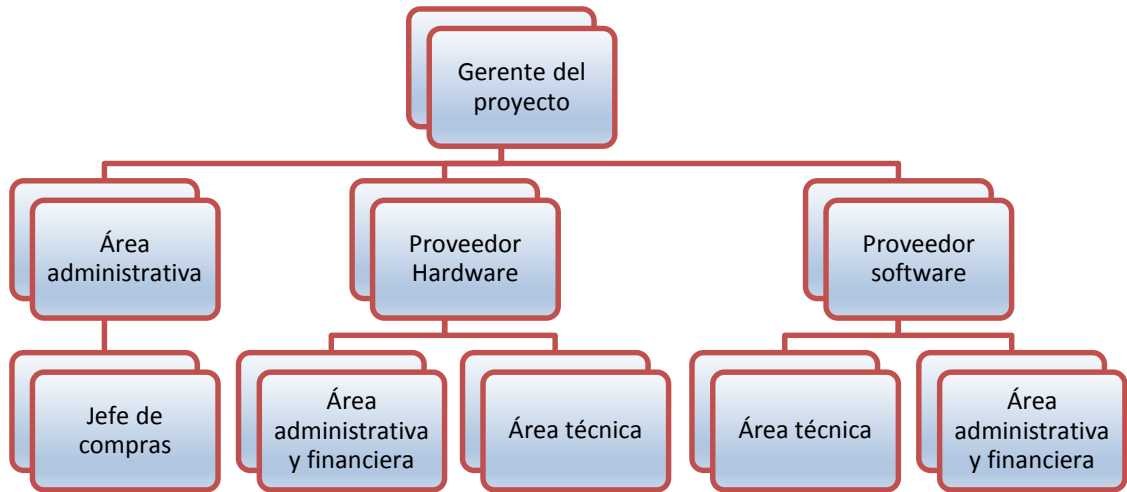 Gerente del
proyecto
Área
administrativa
Proveedor
Hardware
Proveedor
software
Jefe de
compras
Área
administrativa
y financiera
Área técnica
Área técnica
Área
administrativa
y financiera